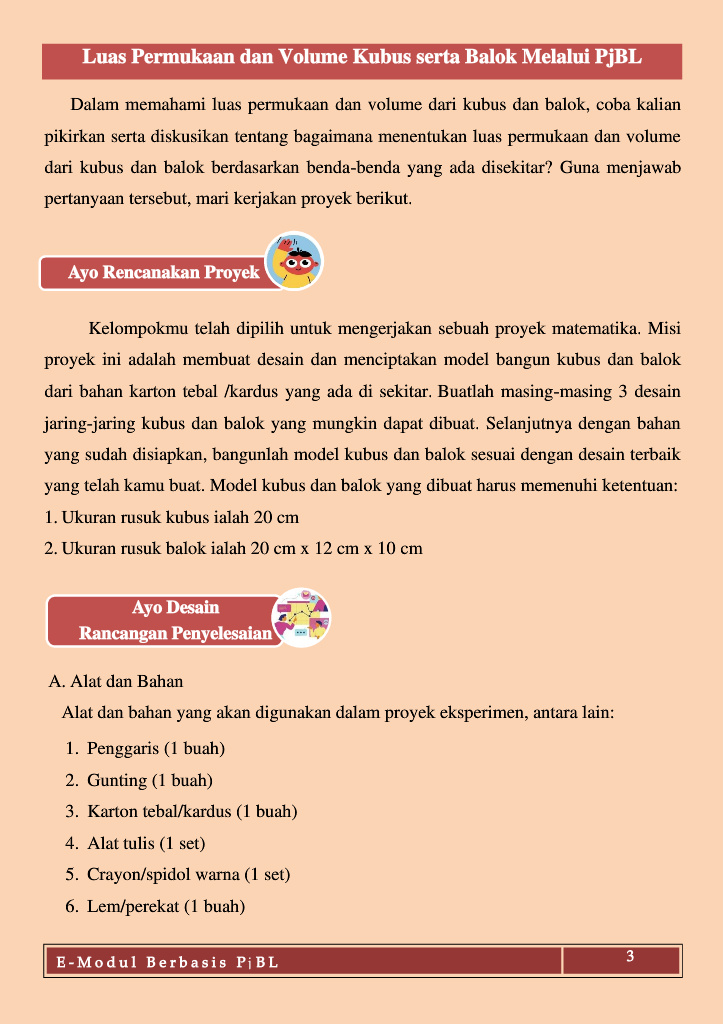 Luas Permukaan dan Volume Kubus serta Balok Melalui PjBL
Dalam memahami luas permukaan dan volume dari kubus dan balok, coba kalian
pikirkan serta diskusikan tentang bagaimana menentukan luas permukaan dan volume
dari kubus dan balok berdasarkan benda-benda yang ada disekitar? Guna menjawab
pertanyaan tersebut, mari kerjakan proyek berikut.
Ayo Rencanakan Proyek
Kelompokmu telah dipilih untuk mengerjakan sebuah proyek matematika. Misi
proyek ini adalah membuat desain dan menciptakan model bangun kubus dan balok
dari bahan karton tebal /kardus yang ada di sekitar. Buatlah masing-masing 3 desain
jaring-jaring kubus dan balok yang mungkin dapat dibuat. Selanjutnya dengan bahan
yang sudah disiapkan, bangunlah model kubus dan balok sesuai dengan desain terbaik
yang telah kamu buat. Model kubus dan balok yang dibuat harus memenuhi ketentuan:
1. Ukuran rusuk kubus ialah 20 cm
2. Ukuran rusuk balok ialah 20 cm x 12 cm x 10 cm
Ayo Desain
Rancangan Penyelesaian
A. Alat dan Bahan
Alat dan bahan yang akan digunakan dalam proyek eksperimen, antara lain:
1. Penggaris (1 buah)
2. Gunting (1 buah)
3. Karton tebal/kardus (1 buah)
4. Alat tulis (1 set)
5. Crayon/spidol warna (1 set)
6. Lem/perekat (1 buah)
E-Modul Berbasis PjBL
3